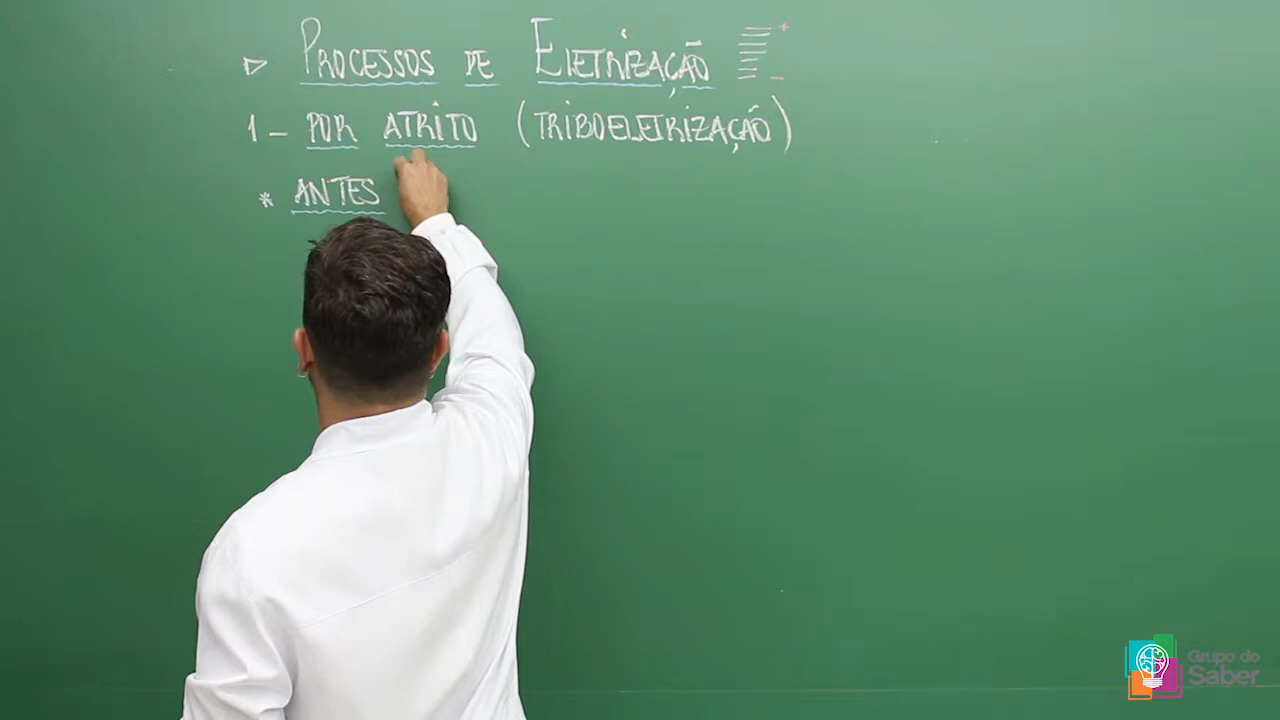 ▷ PROCESSOS DE ELETRIZAÇÃO + -
1 - POR ATRITO (TRIBOELETRIZAÇÃO)
* ANTES
Grupo do
Saber